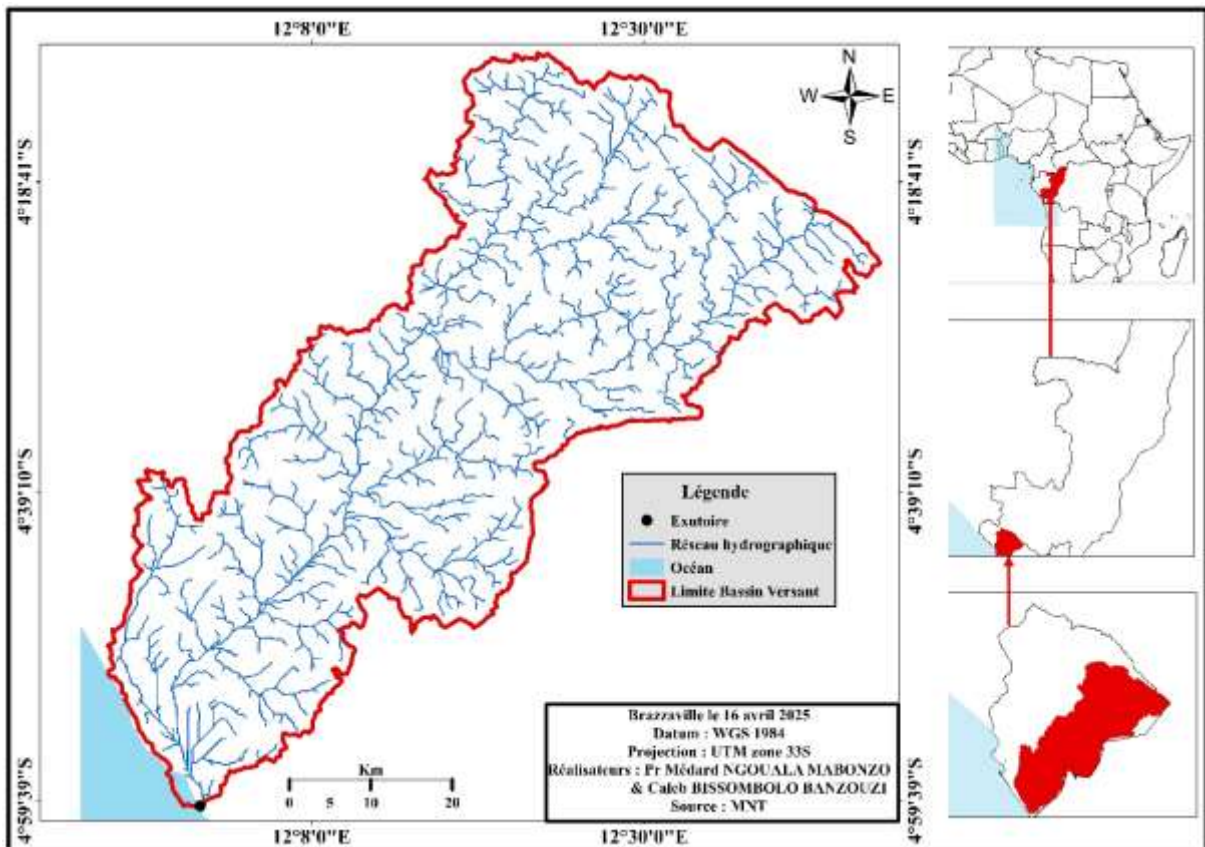 12°8'0"E 12°30'0"E
N
W E
S
4°18'41"S 4°18'41"S
4°39'10"S 4°39'10"S
Légende
Exutoire
Réseau hydrographique
Océan
Limite Bassin Versant
Brazzaville le 16 avril 2025
Datum : WGS 1984
Projection : UTM zone 33S
Réalisateurs : Pr Médard NGOUALA MABONZO
& Caleb BISSOMBOLO BANZOUZI
Source : MNT
Km
0 5 10 20
4°59'39"S 4°59'39"S
12°8'0"E 12°30'0"E